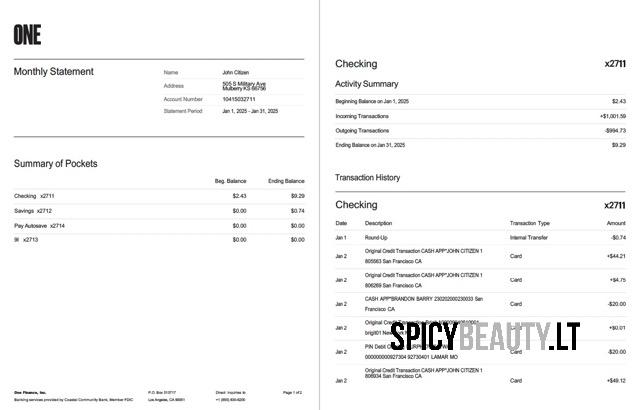 ONE
Monthly Statement
Name John Citizen
Address 505 S Military Ave
Mulberry KS 66756
Account Number 10415032711
Statement Period Jan 1, 2025 - Jan 31, 2025
Summary of Pockets
Beg. Balance Ending Balance
Checking x2711 $2.43 $9.29
Savings x2712 $0.00 $0.74
Pay Autosave x2714 $0.00 $0.00
9ll x2713 $0.00 $0.00
One Finance, Inc. P.O. Box 513717 Direct inquiries to Page 1 of 2
Banking services provided by Coastal Community Bank, Member FDIC Los Angeles, CA 90051 +1 (855) 830-6200
Checking x2711
Activity Summary
Beginning Balance on Jan 1, 2025 $2.43
Incoming Transactions +$1,001.59
Outgoing Transactions -$994.73
Ending Balance on Jan 31, 2025 $9.29
Transaction History
Checking x2711
Date Description Transaction Type Amount
Jan 1 Round-Up Internal Transfer -$0.74
Jan 2 Original Credit Transaction CASH APP*JOHN CITIZEN 1 Card +$44.21
805563 San Francisco CA
Jan 2 Original Credit Transaction CASH APP*JOHN CITIZEN 1 Card +$4.75
806269 San Francisco CA
Jan 2 CASH APP*BRANDON BARRY 230202000230033 San Card -$20.00
Francisco CA
Jan 2 Original Credit Transaction +$0.01
SPICYBEAUTY.LT
Jan 2 PIN Debit Card -$20.00
000000000927304 92730401 LAMAR MO
Jan 2 Original Credit Transaction CASH APP*JOHN CITIZEN 1 Card +$49.12
806934 San Francisco CA